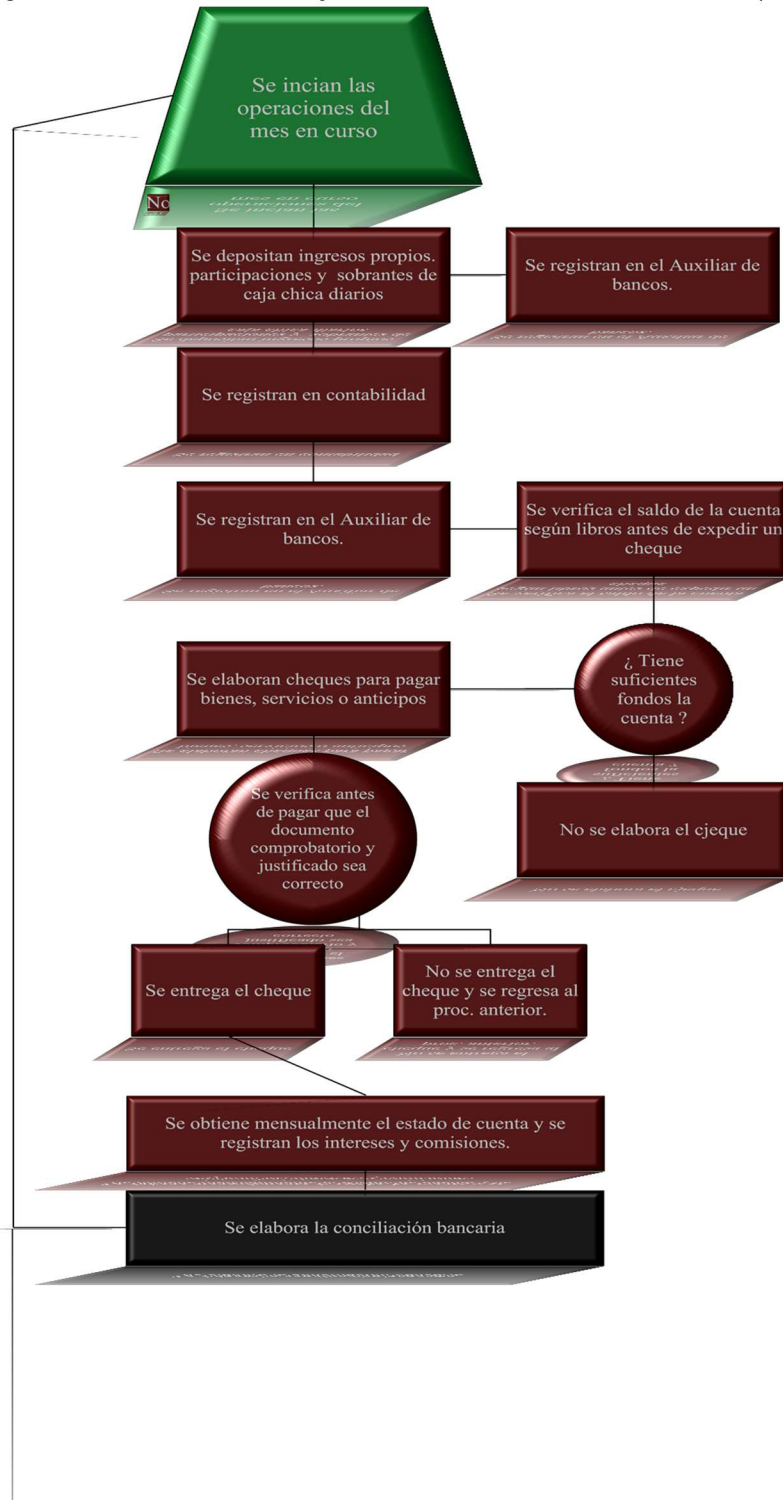 Se incian las
operaciones del
mes en curso
No
Se depositan ingresos propios.
participaciones y sobrantes de
caja chica diarios
Se registran en el Auxiliar de
bancos.
Se registran en contabilidad
Se registran en el Auxiliar de
bancos.
Se verifica el saldo de la cuenta
según libros antes de expedir un
cheque
¿ Tiene
suficientes
fondos la
cuenta ?
Se elaboran cheques para pagar
bienes, servicios o anticipos
Se verifica antes
de pagar que el
documento
comprobatorio y
justificado sea
correcto
No se elabora el cjeque
Se entrega el cheque
No se entrega el
cheque y se regresa al
proc. anterior.
Se obtiene mensualmente el estado de cuenta y se
registran los intereses y comisiones.
Se elabora la conciliación bancaria